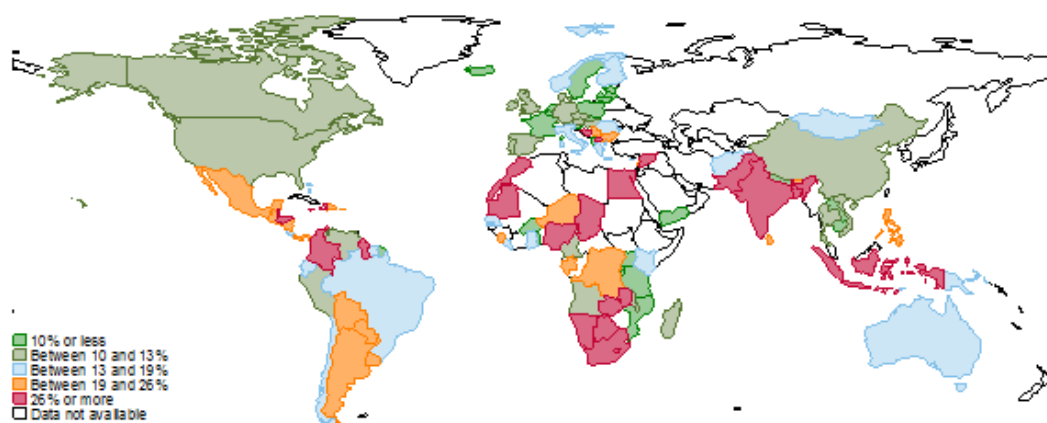 10% or less
Between 10 and 13%
Between 13 and 19%
Between 19 and 26%
26% or more
Data not available